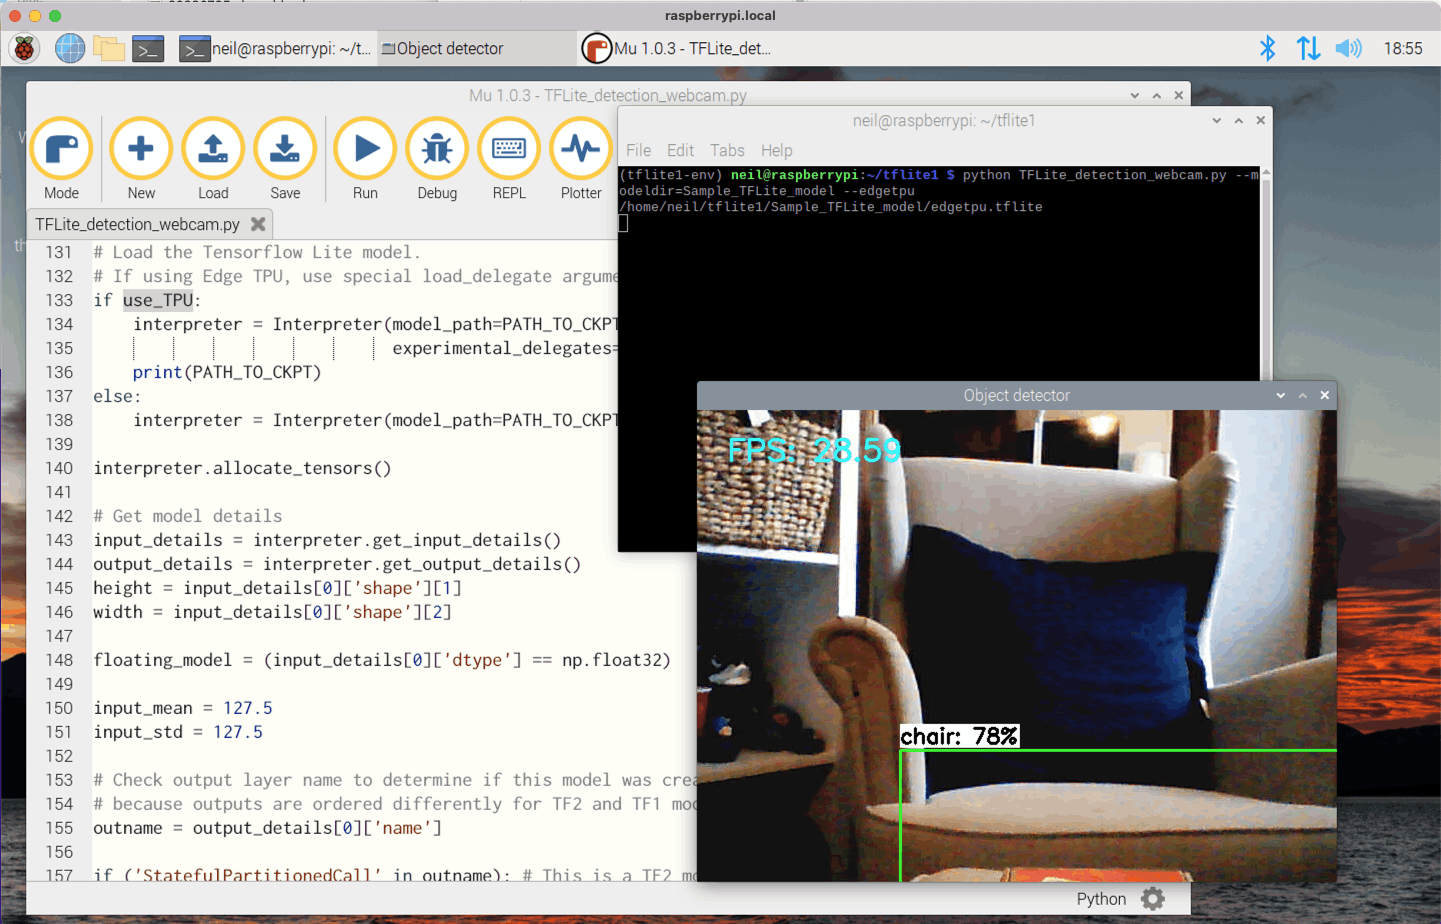 raspberrypi.local
neil@raspberrypi: ~/t...
Object detector
Mu 1.0.3 - TFLite_det...
18:55
Mu 1.0.3 - TFLite_detection_webcam.py
Mode
New
Load
Save
Run
Debug
REPL
Plotter
TFLite_detection_webcam.py
131 # Load the Tensorflow Lite model.
132 # If using Edge TPU, use special load_delegate argume
133 if use_TPU:
134 interpreter = Interpreter(model_path=PATH_TO_CKPT
135 experimental_delegates=
136 print(PATH_TO_CKPT)
137 else:
138 interpreter = Interpreter(model_path=PATH_TO_CKPT
139
140 interpreter.allocate_tensors()
141
142 # Get model details
143 input_details = interpreter.get_input_details()
144 output_details = interpreter.get_output_details()
145 height = input_details[0]['shape'][1]
146 width = input_details[0]['shape'][2]
147
148 floating_model = (input_details[0]['dtype'] == np.float32)
149
150 input_mean = 127.5
151 input_std = 127.5
152
153 # Check output layer name to determine if this model was crea
154 # because outputs are ordered differently for TF2 and TF1 mod
155 outname = output_details[0]['name']
156
157 if ('StatefulPartitionedCall' in outname): # This is a TF2 mo
Python
neil@raspberrypi: ~/tflite1
File Edit Tabs Help
(tflite1-env) neil@raspberrypi:~/tflite1 $ python TFLite_detection_webcam.py --m
odeldir=Sample_TFLite_model --edgetpu
/home/neil/tflite1/Sample_TFLite_model/edgetpu.tflite
Object detector
FPS: 28.59
chair: 78%